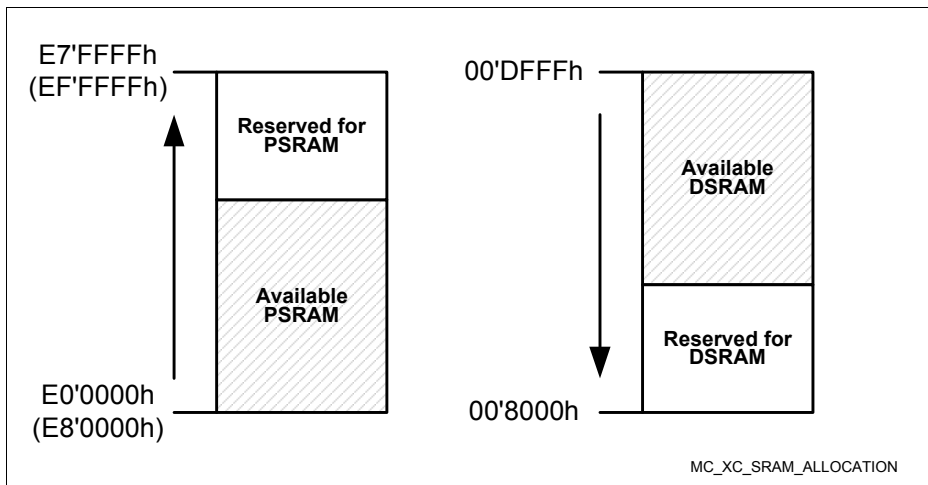 E7'FFFFh
(EF'FFFFh)
Reserved for
PSRAM
Available
PSRAM
E0'0000h
(E8'0000h)
00'DFFFh
Available
DSRAM
Reserved for
DSRAM
00'8000h
MC_XC_SRAM_ALLOCATION